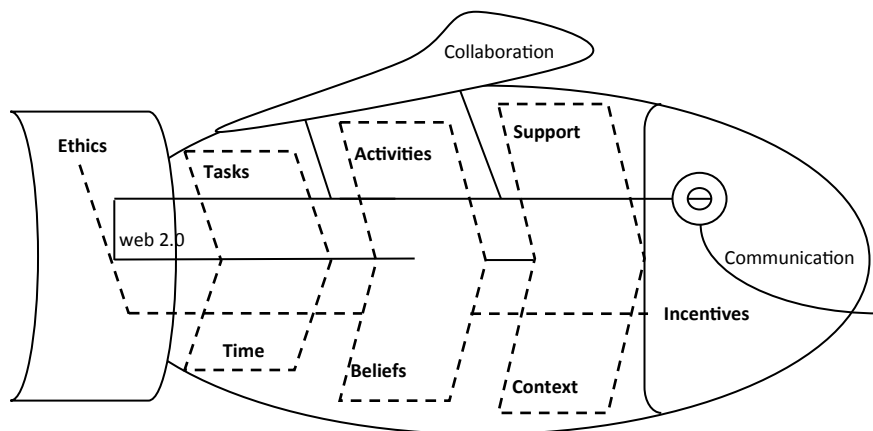 Collaboration
Ethics
Tasks
Activities
Support
web 2.0
Communication
Incentives
Time
Beliefs
Context